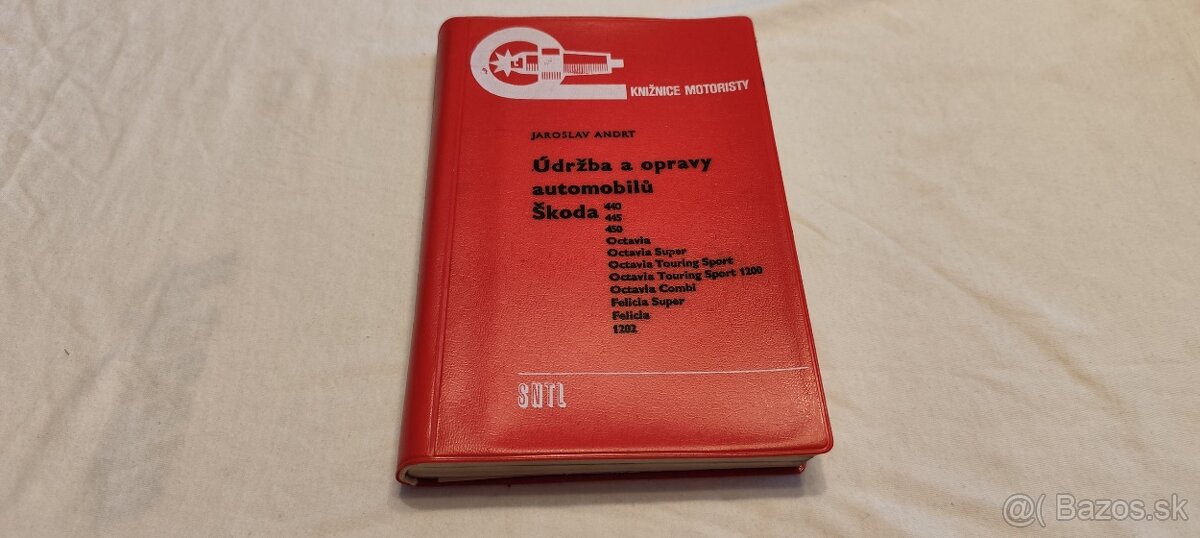 KNIŽNICE MOTORISTY
JAROSLAV ANDRT
Údržba a opravy
automobilů
Škoda 440
445
450
Octavia
Octavia Super
Octavia Touring Sport
Octavia Touring Sport 1200
Octavia Combi
Felicia Super
Felicia
1202
SNTL
@( Bazos.sk